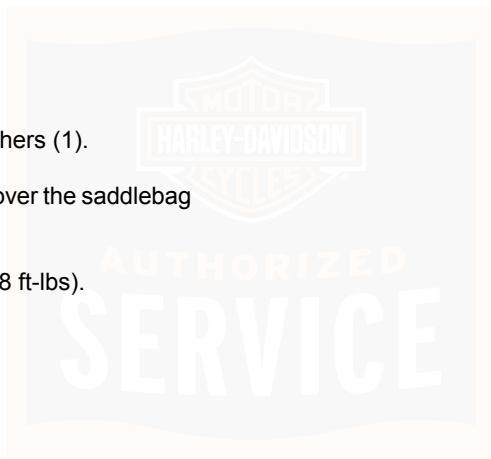 hers (1).
over the saddlebag
8 ft-lbs).
MOTOR
HARLEY-DAVIDSON
CYCLES
AUTHORIZED
SERVICE